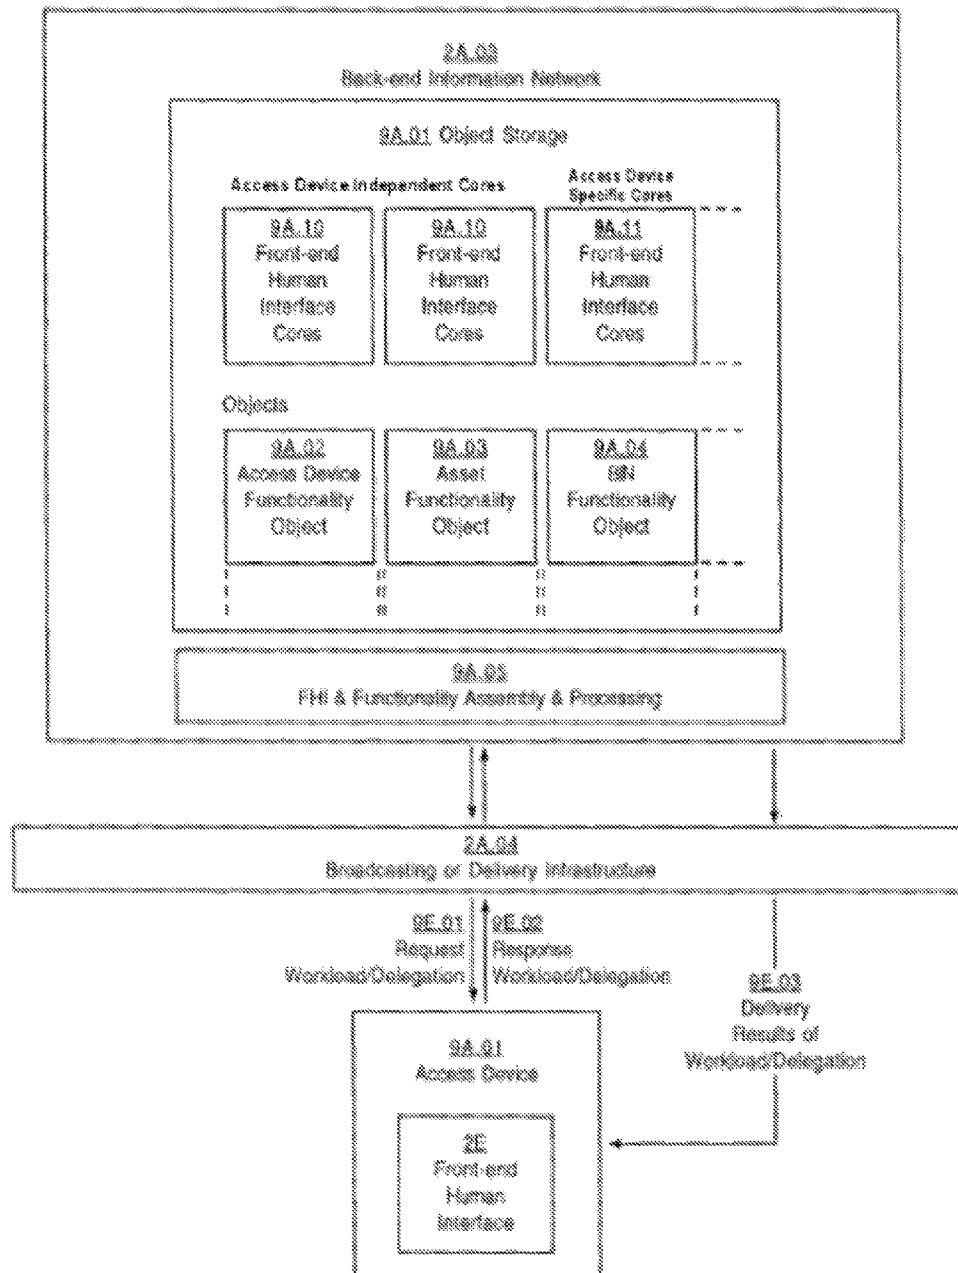 2A.03
Back-end Information Network
9A.01 Object Storage
Access Device Independent Cores
Access Device
Specific Cores
9A.10
Front-end
Human
Interface
Cores
9A.10
Front-end
Human
Interface
Cores
9A.11
Front-end
Human
Interface
Cores
Objects
9A.02
Access Device
Functionality
Object
9A.03
Asset
Functionality
Object
9A.04
BIN
Functionality
Object
9A.05
FHI & Functionality Assembly & Processing
2A.04
Broadcasting or Delivery Infrastructure
9E.01
Request
Workload/Delegation
9E.02
Response
Workload/Delegation
9E.03
Delivery
Results of
Workload/Delegation
9A.01
Access Device
2E
Front-end
Human
Interface